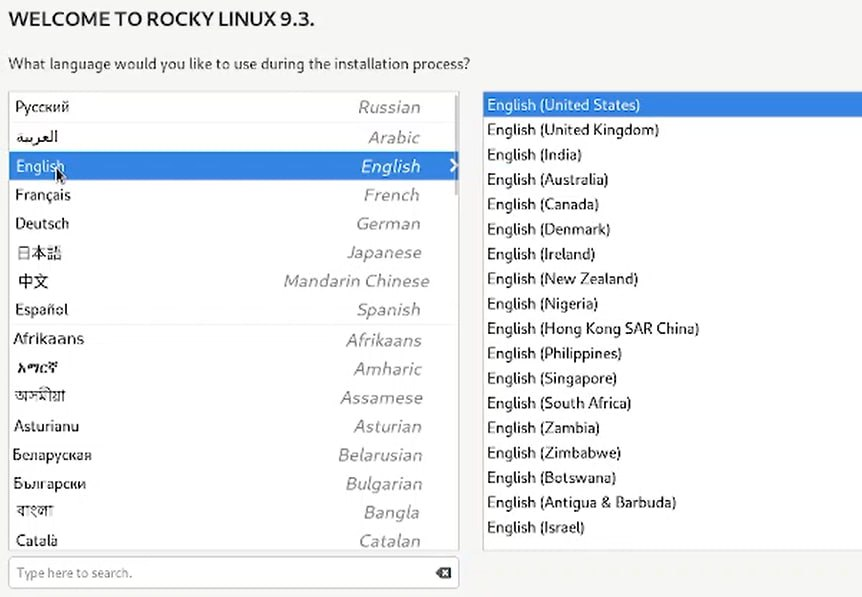 WELCOME TO ROCKY LINUX 9.3.
What language would you like to use during the installation process?
Русский Russian
العربية Arabic
English English
Français French
Deutsch German
日本語 Japanese
中文 Mandarin Chinese
Español Spanish
Afrikaans Afrikaans
አማርኛ Amharic
অসমীয়া Assamese
Asturianu Asturian
Беларуская Belarusian
Български Bulgarian
বাংলা Bangla
Català Catalan
Type here to search.
English (United States)
English (United Kingdom)
English (India)
English (Australia)
English (Canada)
English (Denmark)
English (Ireland)
English (New Zealand)
English (Nigeria)
English (Hong Kong SAR China)
English (Philippines)
English (Singapore)
English (South Africa)
English (Zambia)
English (Zimbabwe)
English (Botswana)
English (Antigua & Barbuda)
English (Israel)